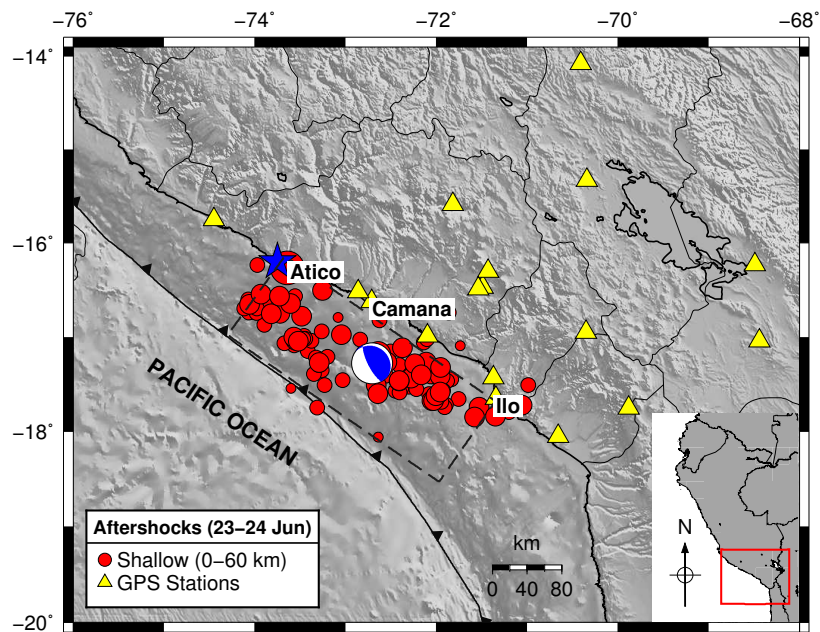 −76° −74° −72° −70° −68°
−14°
−16°
−18°
−20°
Atico
Camana
Ilo
PACIFIC OCEAN
Aftershocks (23−24 Jun)
Shallow (0−60 km)
GPS Stations
km
0 40 80
N